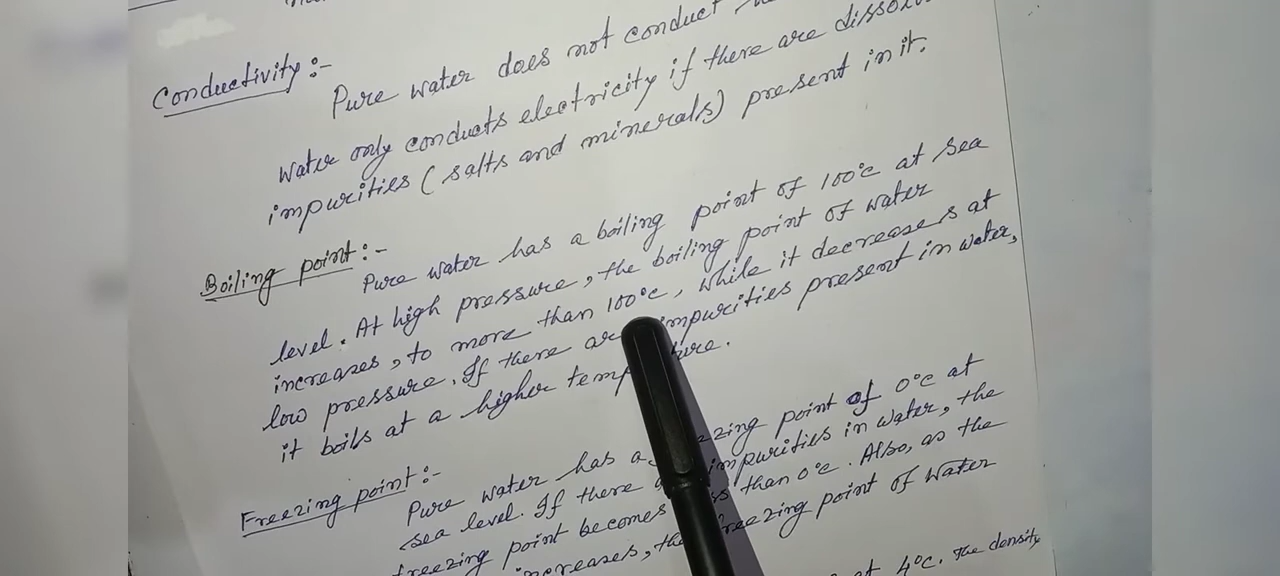 Conductivity :-
Pure water does not conduct
Water only conducts electricity if there are
impurities (salts and minerals) present in it.
Boiling point :-
Pure water has a boiling point of 100°c at sea
level. At high pressure, the boiling point of water
increases, to more than 100°c, while it decreases at
low pressure. If there are impurities present in water,
it boils at a higher
Freezing point :-
Pure water has a point of 0°c at
sea level. If there impurities in water, the
freezing point becomes than 0°c. Also, as the
increases, freezing point of water
at 4°c. The density